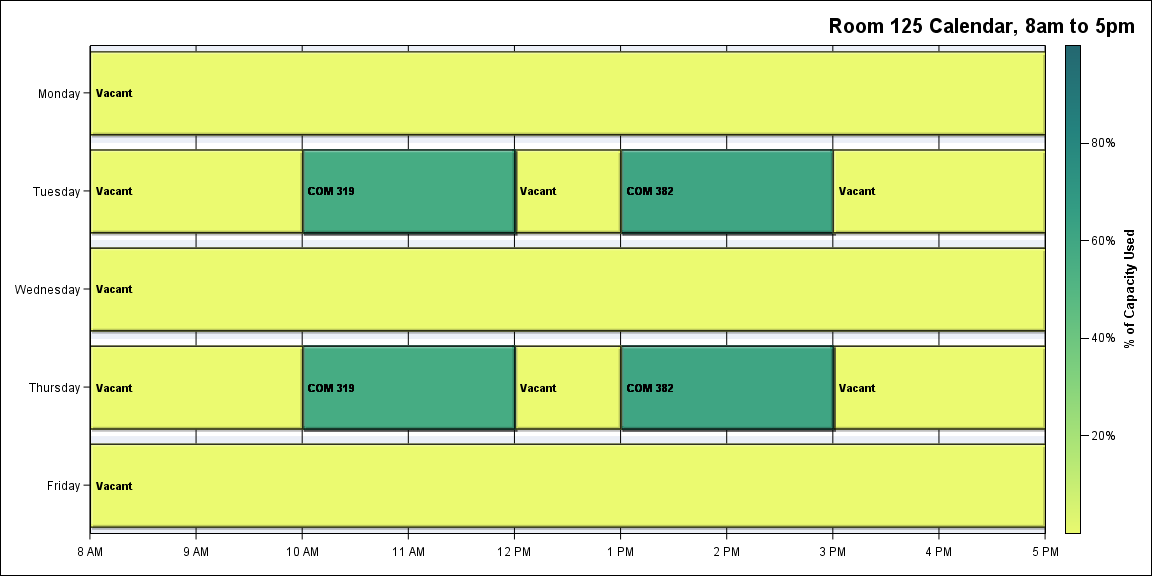 Room 125 Calendar, 8am to 5pm
Monday
Vacant
Tuesday
Vacant
COM 319
Vacant
COM 382
Vacant
Wednesday
Vacant
Thursday
Vacant
COM 319
Vacant
COM 382
Vacant
Friday
Vacant
8 AM
9 AM
10 AM
11 AM
12 PM
1 PM
2 PM
3 PM
4 PM
5 PM
80%
60%
40%
20%
% of Capacity Used